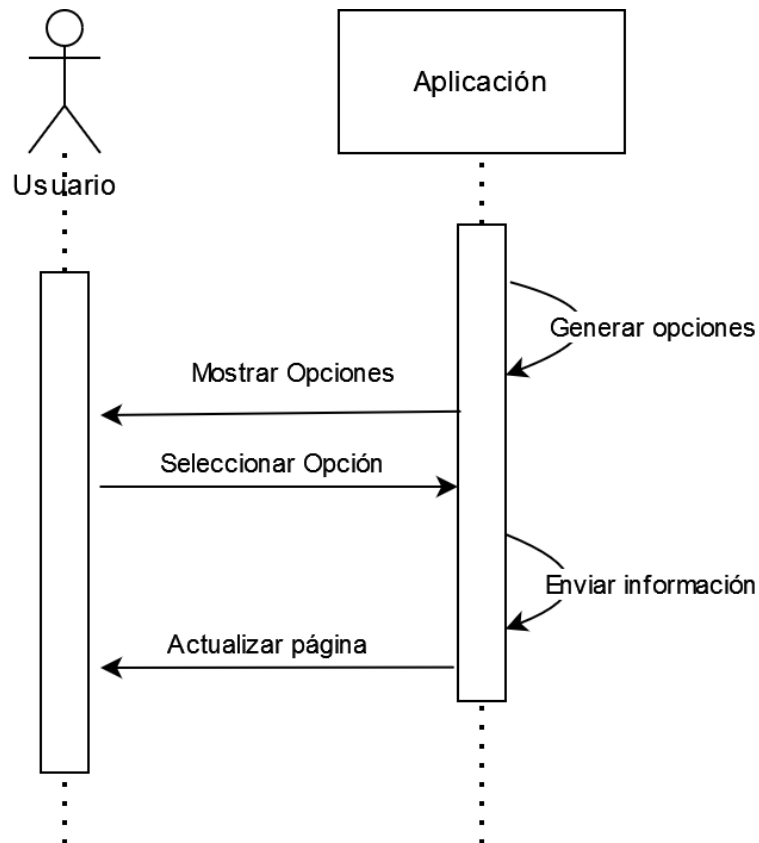 Aplicación
Usuario
Generar opciones
Mostrar Opciones
Seleccionar Opción
Enviar información
Actualizar página